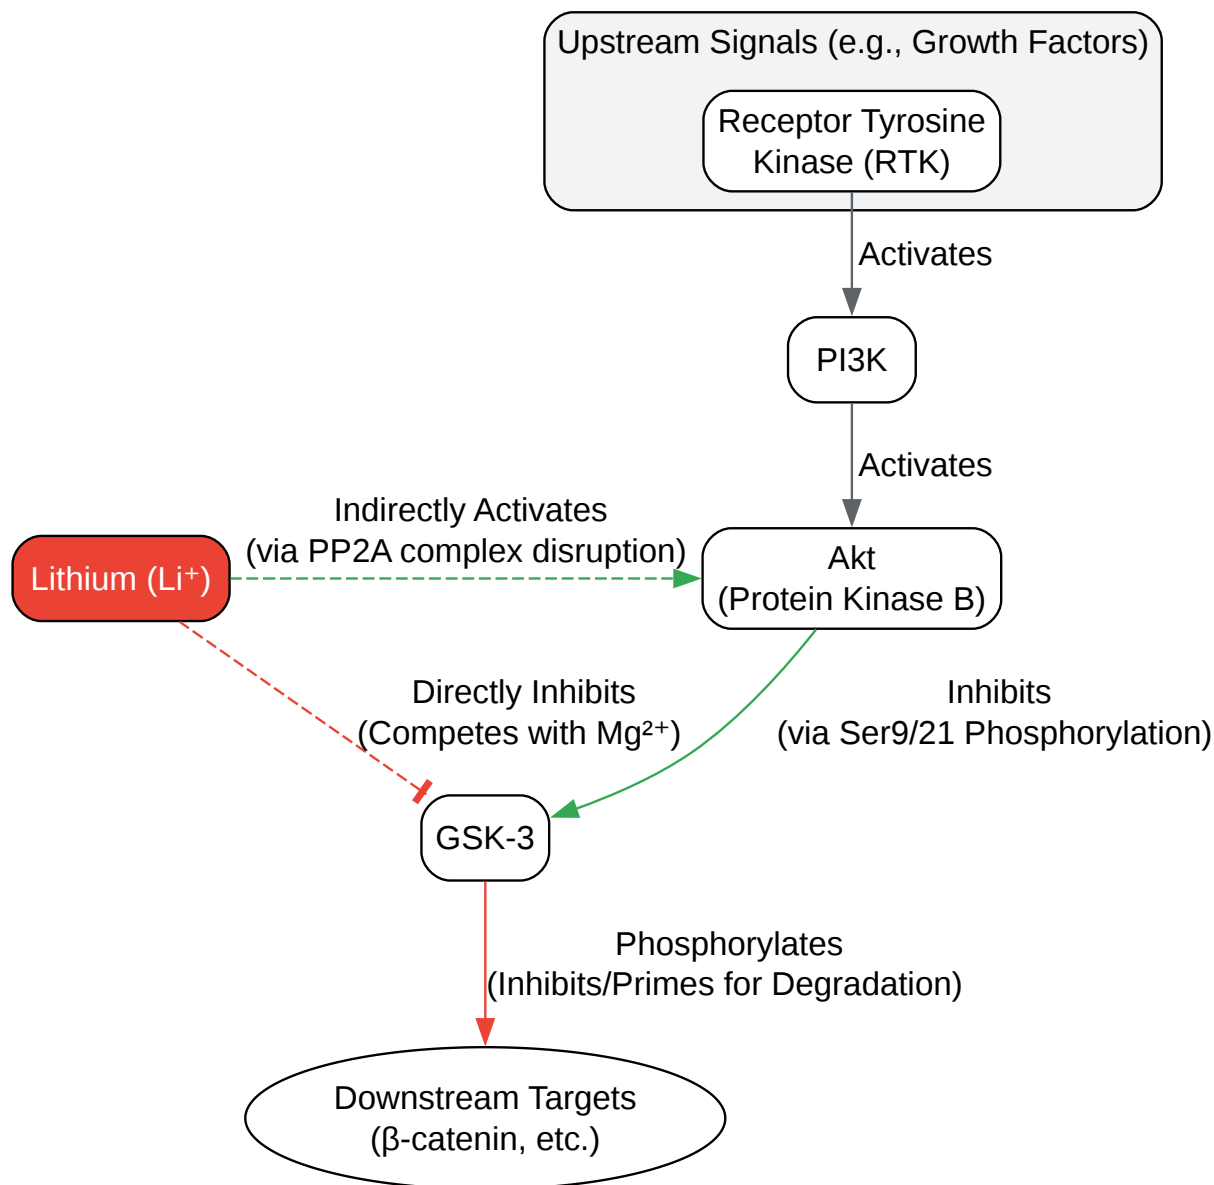 Upstream Signals (e.g., Growth Factors)
Receptor Tyrosine
Kinase (RTK)
Activates
PI3K
Activates
Indirectly Activates
(via PP2A complex disruption)
Lithium (Li⁺)
Akt
(Protein Kinase B)
Directly Inhibits
(Competes with Mg²⁺)
Inhibits
(via Ser9/21 Phosphorylation)
GSK-3
Phosphorylates
(Inhibits/Primes for Degradation)
Downstream Targets
(β-catenin, etc.)